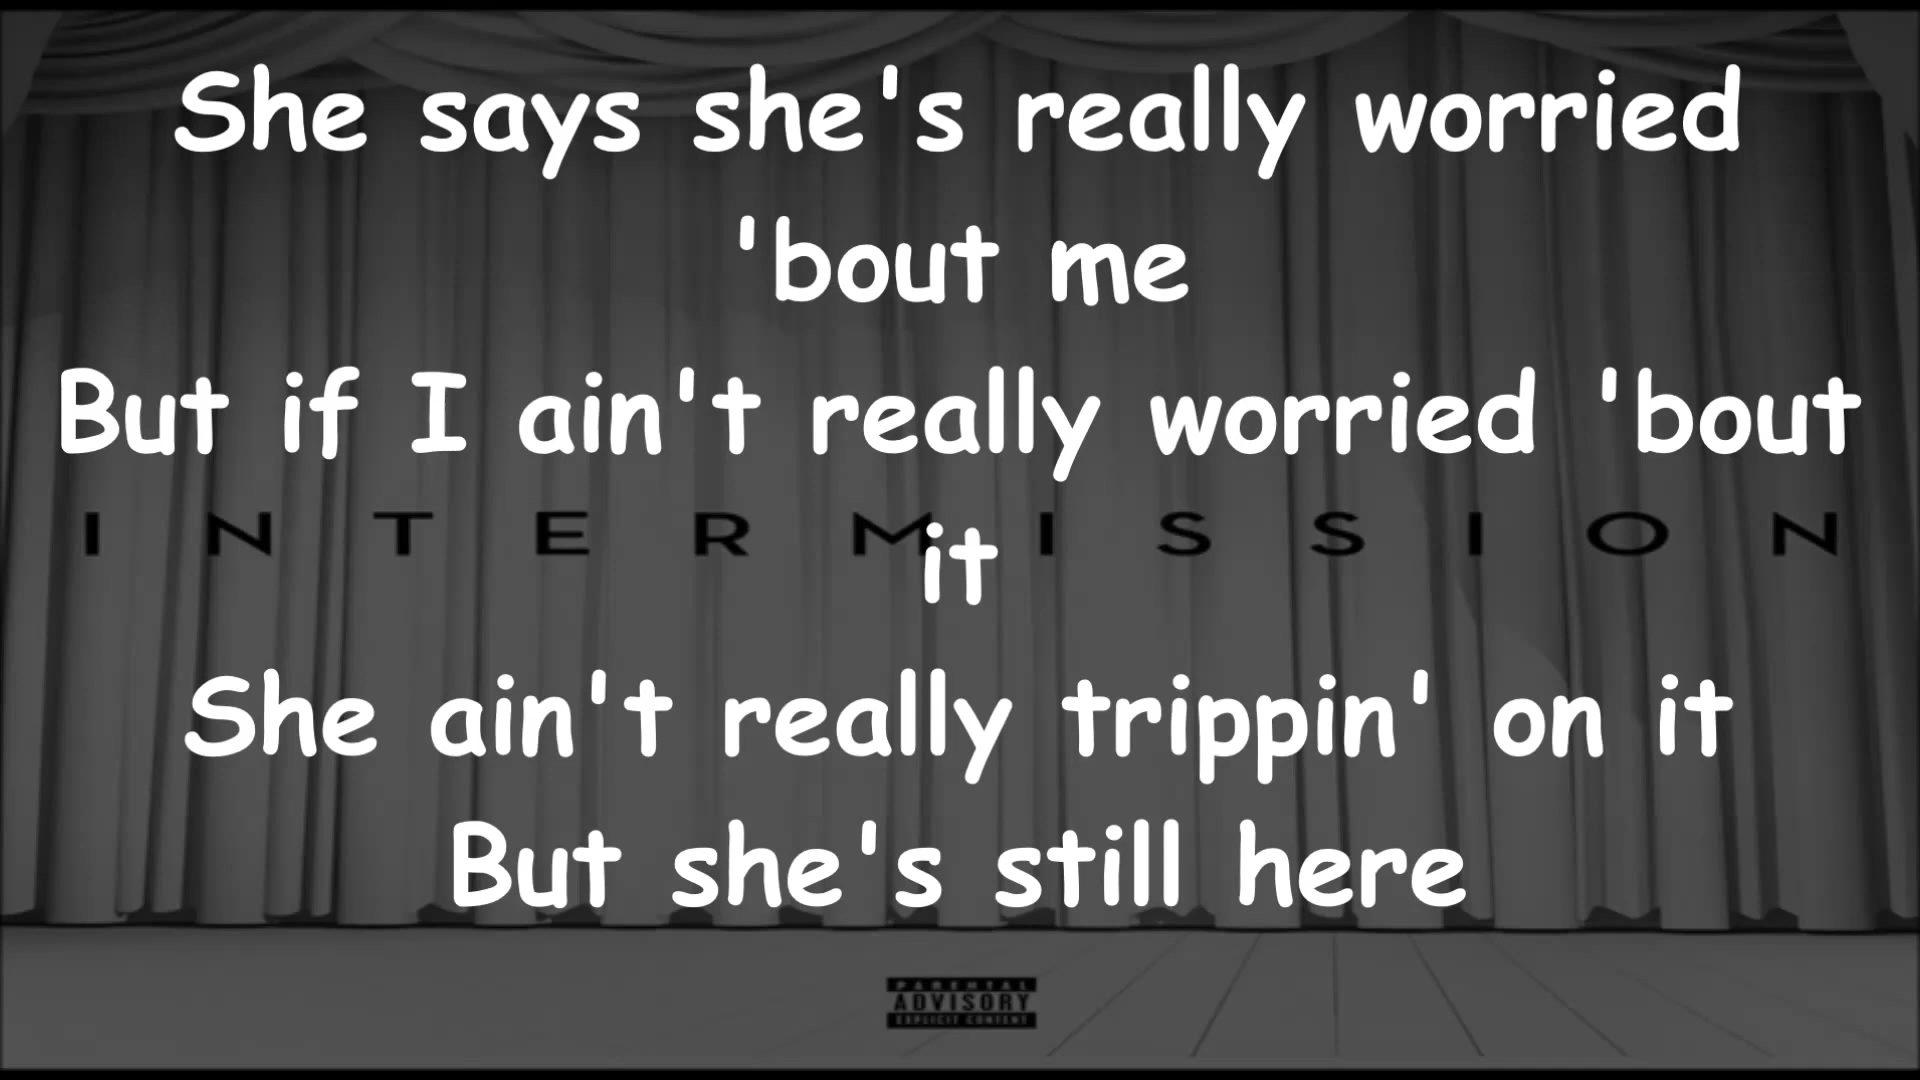 She says she's really worried
'bout me
But if I ain't really worried 'bout
INTERMISSION
it
She ain't really trippin' on it
But she's still here
PARENTAL
ADVISORY
EXPLICIT CONTENT